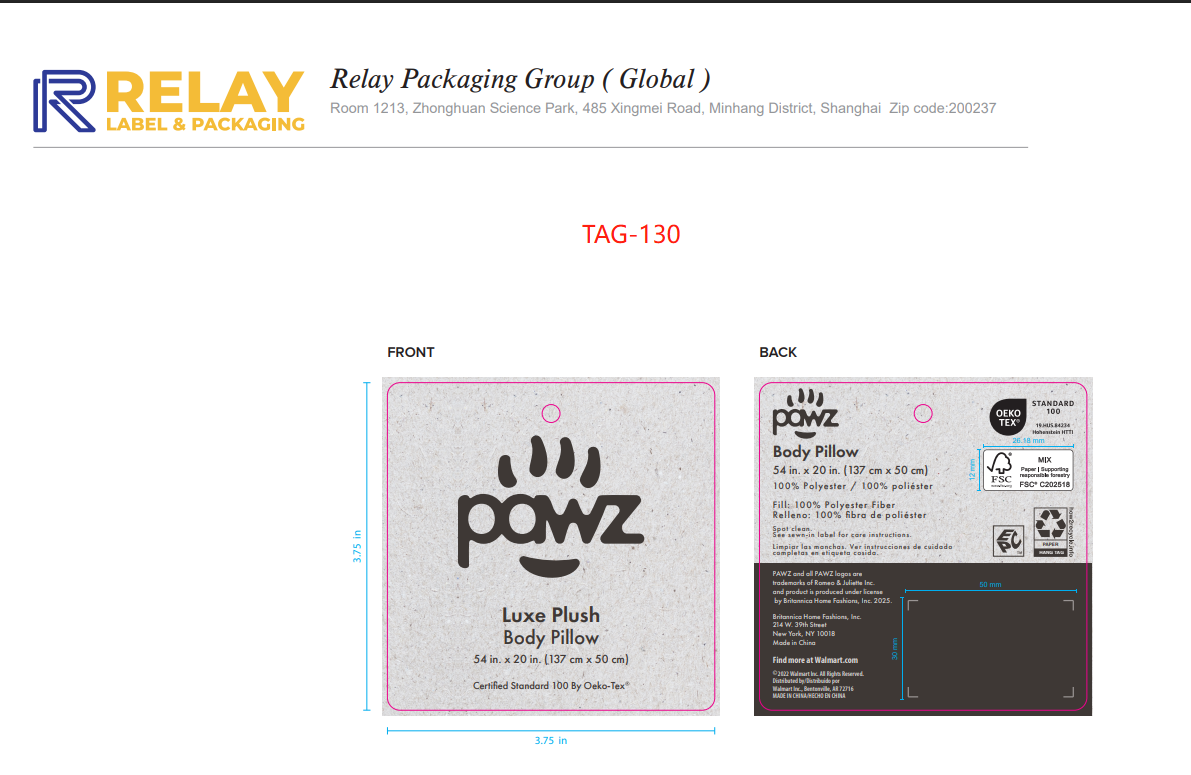 RELAY
LABEL & PACKAGING
Relay Packaging Group ( Global )
Room 1213, Zhonghuan Science Park, 485 Xingmei Road, Minhang District, Shanghai Zip code:200237
TAG-130
FRONT
3.75 in
pawz
Luxe Plush
Body Pillow
54 in. x 20 in. (137 cm x 50 cm)
Certified Standard 100 By Oeko-Tex®
3.75 in
BACK
pawz
Body Pillow
54 in. x 20 in. (137 cm x 50 cm)
100% Polyester / 100% poliéster
Fill: 100% Polyester Fiber
Relleno: 100% fibra de poliéster
Spot clean.
See sewn-in label for care instructions.
Limpiar las manchas. Ver instrucciones de cuidado
completas en etiqueta cosida.
OEKO
TEX®
STANDARD
100
19.HUS.84234
Hohenstein HTTI
26.18 mm
12 mm
FSC
MIX
Paper | Supporting
responsible forestry
FSC® C202518
EPC
TM
PAPER
HANG TAG
how2recycle.info
PAWZ and all PAWZ logos are
trademarks of Romeo & Juliette Inc.
and product is produced under license
by Britannica Home Fashions, Inc. 2025.
Britannica Home Fashions, Inc.
214 W. 39th Street
New York, NY 10018
Made in China
Find more at Walmart.com
©2022 Walmart Inc. All Rights Reserved.
Distributed by/Distribuido por
Walmart Inc., Bentonville, AR 72716
MADE IN CHINA/HECHO EN CHINA
50 mm
30 mm